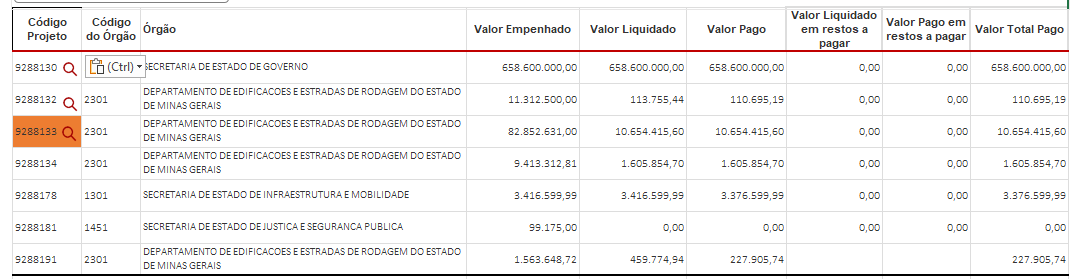 Código Projeto	Código do Órgão	Órgão	Valor Empenhado	Valor Liquidado	Valor Pago	Valor Liquidado em restos a pagar	Valor Pago em restos a pagar	Valor Total Pago
9288130	(Ctrl)	SECRETARIA DE ESTADO DE GOVERNO	658.600.000,00	658.600.000,00	658.600.000,00	0,00	0,00	658.600.000,00
9288132	2301	DEPARTAMENTO DE EDIFICACOES E ESTRADAS DE RODAGEM DO ESTADO DE MINAS GERAIS	11.312.500,00	113.755,44	110.695,19	0,00	0,00	110.695,19
9288133	2301	DEPARTAMENTO DE EDIFICACOES E ESTRADAS DE RODAGEM DO ESTADO DE MINAS GERAIS	82.852.631,00	10.654.415,60	10.654.415,60	0,00	0,00	10.654.415,60
9288134	2301	DEPARTAMENTO DE EDIFICACOES E ESTRADAS DE RODAGEM DO ESTADO DE MINAS GERAIS	9.413.312,81	1.605.854,70	1.605.854,70	0,00	0,00	1.605.854,70
9288178	1301	SECRETARIA DE ESTADO DE INFRAESTRUTURA E MOBILIDADE	3.416.599,99	3.416.599,99	3.376.599,99	0,00	0,00	3.376.599,99
9288181	1451	SECRETARIA DE ESTADO DE JUSTICA E SEGURANCA PUBLICA	99.175,00	0,00	0,00	0,00	0,00	0,00
9288191	2301	DEPARTAMENTO DE EDIFICACOES E ESTRADAS DE RODAGEM DO ESTADO DE MINAS GERAIS	1.563.648,72	459.774,94	227.905,74			227.905,74